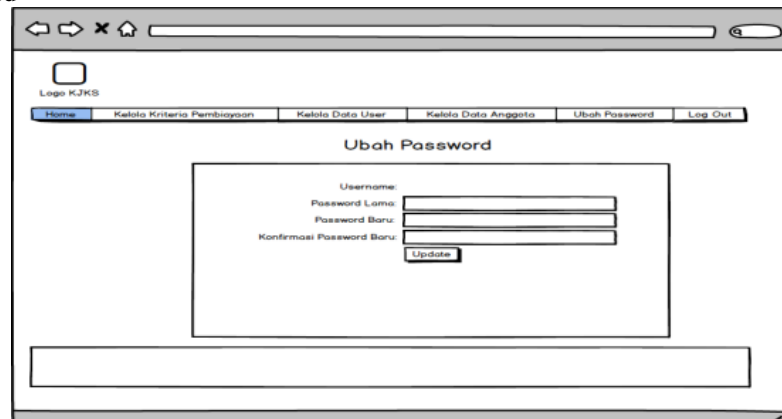 Logo KJKS
Home Kelola Kriteria Pembiayaan Kelola Data User Kelola Data Anggota Ubah Password Log Out
Ubah Password
Username:
Password Lama:
Password Baru:
Konfirmasi Password Baru:
Update